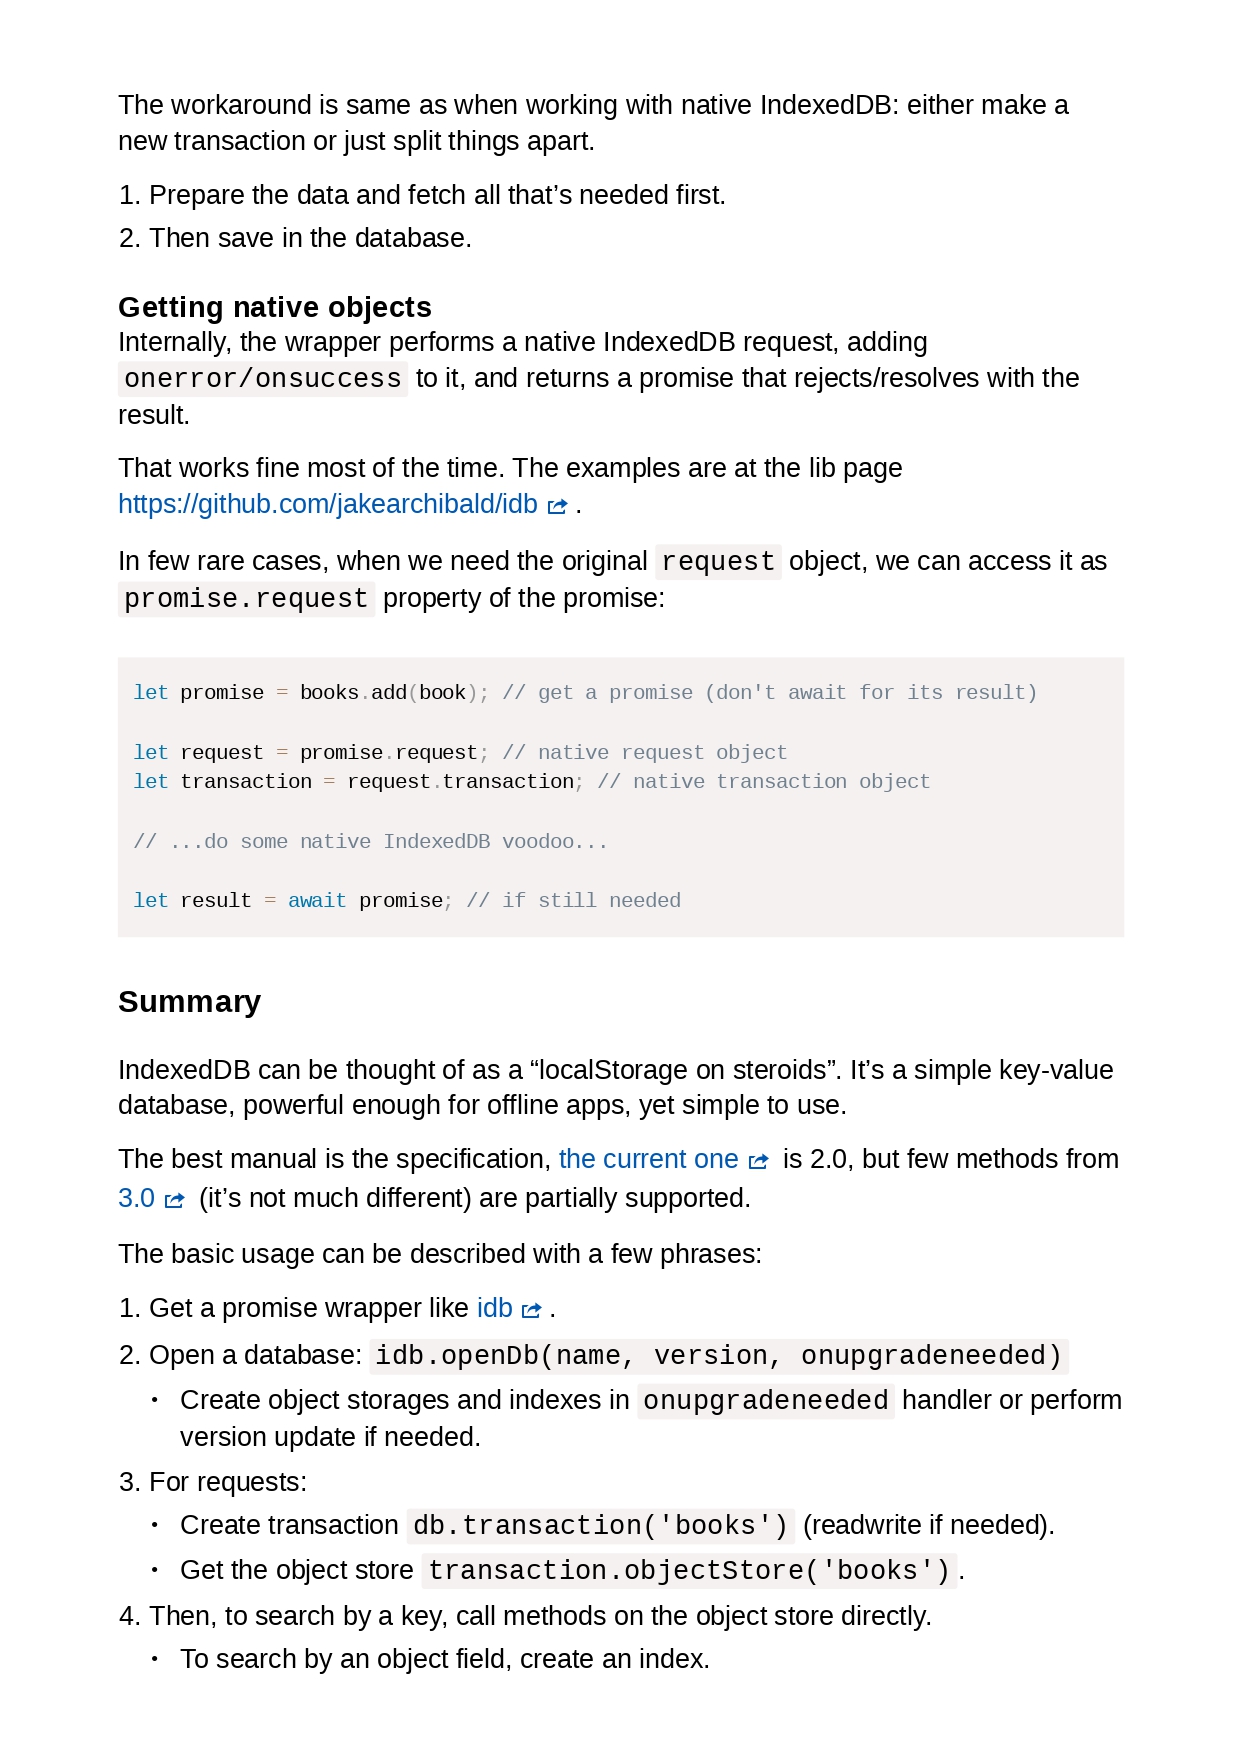 The workaround is same as when working with native IndexedDB: either make a
new transaction or just split things apart.
1. Prepare the data and fetch all that’s needed first.
2. Then save in the database.
Getting native objects
Internally, the wrapper performs a native IndexedDB request, adding
onerror/onsuccess to it, and returns a promise that rejects/resolves with the
result.
That works fine most of the time. The examples are at the lib page
https://github.com/jakearchibald/idb .
In few rare cases, when we need the original request object, we can access it as
promise.request property of the promise:
let promise = books.add(book); // get a promise (don't await for its result)
let request = promise.request; // native request object
let transaction = request.transaction; // native transaction object
// ...do some native IndexedDB voodoo...
let result = await promise; // if still needed
Summary
IndexedDB can be thought of as a “localStorage on steroids”. It’s a simple key-value
database, powerful enough for offline apps, yet simple to use.
The best manual is the specification, the current one is 2.0, but few methods from
3.0 (it’s not much different) are partially supported.
The basic usage can be described with a few phrases:
1. Get a promise wrapper like idb .
2. Open a database: idb.openDb(name, version, onupgradeneeded)
• Create object storages and indexes in onupgradeneeded handler or perform
version update if needed.
3. For requests:
• Create transaction db.transaction('books') (readwrite if needed).
• Get the object store transaction.objectStore('books').
4. Then, to search by a key, call methods on the object store directly.
• To search by an object field, create an index.